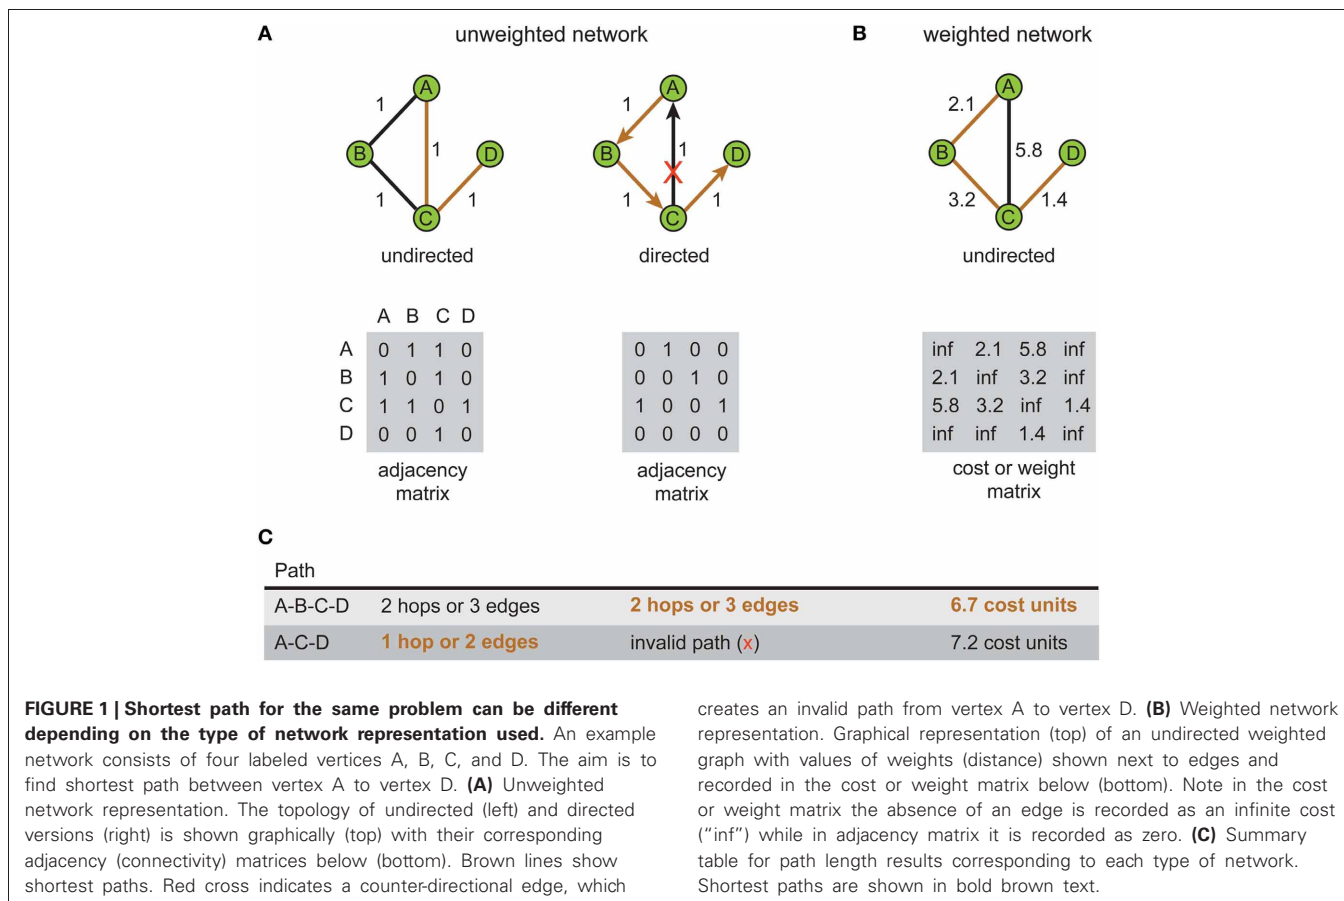 A unweighted network B weighted network
A
1
B
1
D
1
C
1
undirected
A
1
B
1
X
D
1
C
1
directed
A
2.1
B
5.8
D
3.2
C
1.4
undirected
A B C D
A 0 1 1 0
B 1 0 1 0
C 1 1 0 1
D 0 0 1 0
adjacency
matrix
0 1 0 0
0 0 1 0
1 0 0 1
0 0 0 0
adjacency
matrix
inf 2.1 5.8 inf
2.1 inf 3.2 inf
5.8 3.2 inf 1.4
inf inf 1.4 inf
cost or weight
matrix
C
Path
A-B-C-D 2 hops or 3 edges 2 hops or 3 edges 6.7 cost units
A-C-D 1 hop or 2 edges invalid path (x) 7.2 cost units
FIGURE 1 | Shortest path for the same problem can be different
depending on the type of network representation used. An example
network consists of four labeled vertices A, B, C, and D. The aim is to
find shortest path between vertex A to vertex D. (A) Unweighted
network representation. The topology of undirected (left) and directed
versions (right) is shown graphically (top) with their corresponding
adjacency (connectivity) matrices below (bottom). Brown lines show
shortest paths. Red cross indicates a counter-directional edge, which
creates an invalid path from vertex A to vertex D. (B) Weighted network
representation. Graphical representation (top) of an undirected weighted
graph with values of weights (distance) shown next to edges and
recorded in the cost or weight matrix below (bottom). Note in the cost
or weight matrix the absence of an edge is recorded as an infinite cost
(“inf”) while in adjacency matrix it is recorded as zero. (C) Summary
table for path length results corresponding to each type of network.
Shortest paths are shown in bold brown text.